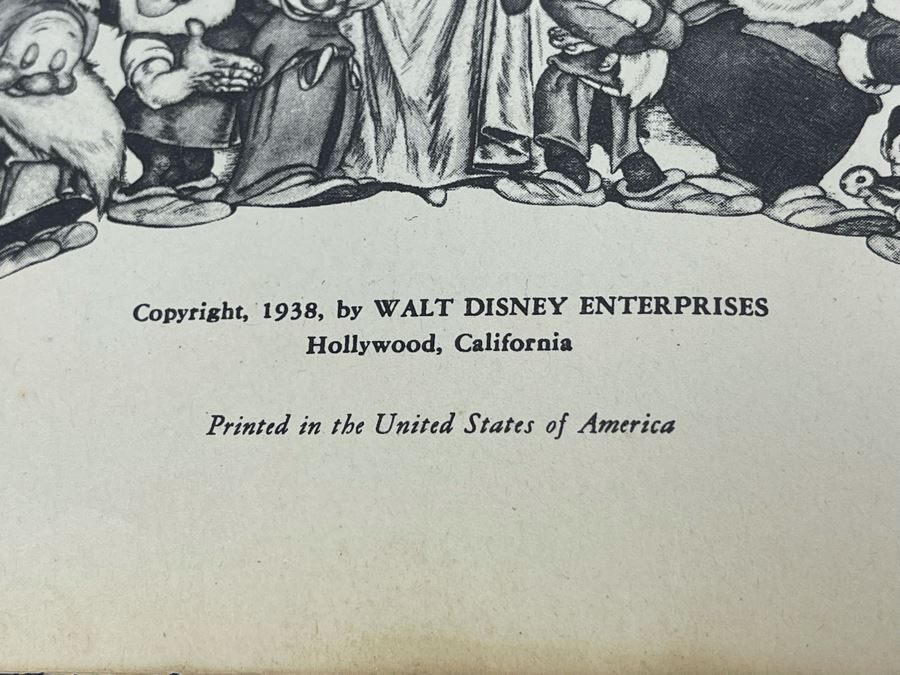 Copyright, 1938, by WALT DISNEY ENTERPRISES
Hollywood, California
Printed in the United States of America